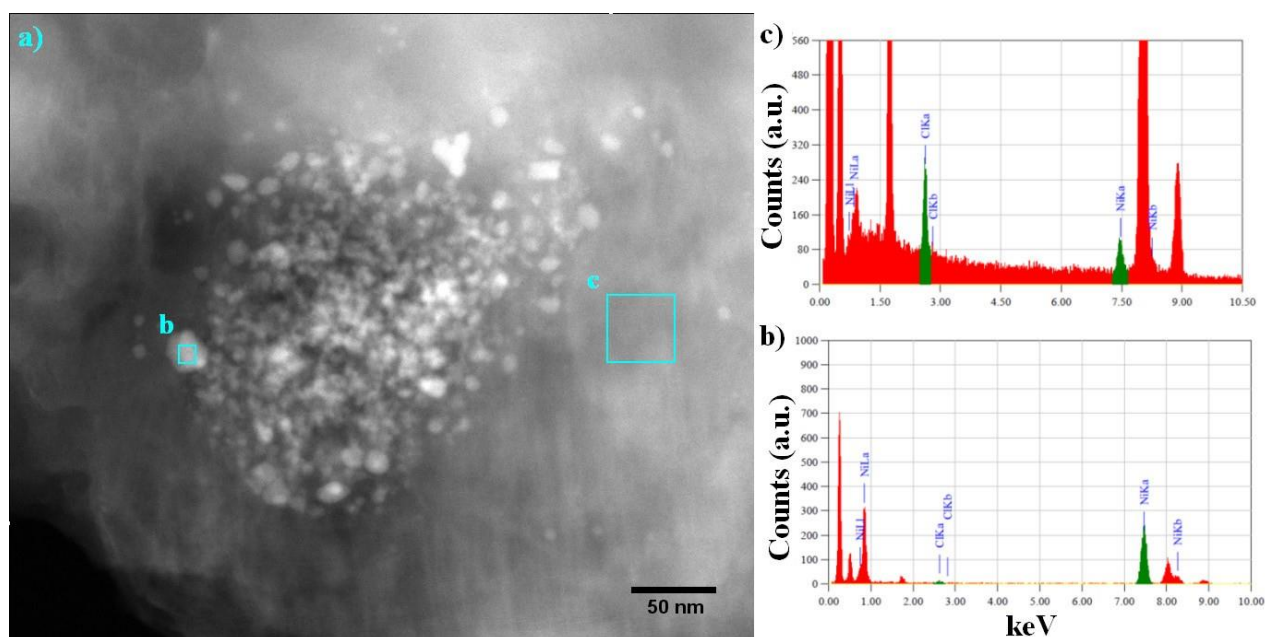 a)
b
c
50 nm
c)
Counts (a.u.)
560
480
400
320
240
160
80
0
NiLl
NiLa
ClKa
ClKb
NiKa
NiKb
0.00 1.50 3.00 4.50 6.00 7.50 9.00 10.50
b)
Counts (a.u.)
1000
900
800
700
600
500
400
300
200
100
0
NiLl
NiLa
ClKa
ClKb
NiKa
NiKb
0.00 1.00 2.00 3.00 4.00 5.00 6.00 7.00 8.00 9.00 10.00
keV